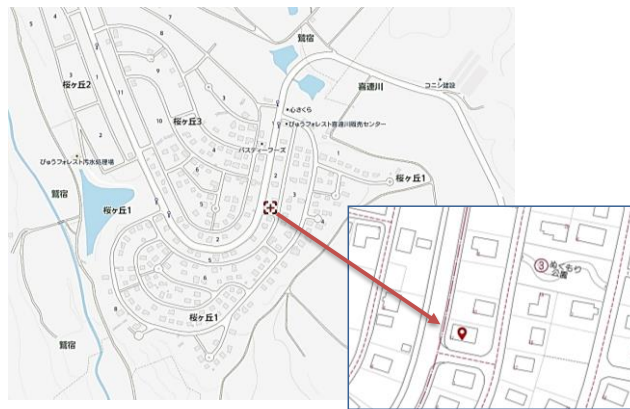 鷲宿
喜連川
コニシ建設
桜ヶ丘2
桜ヶ丘3
心さくら
びゅうフォレスト喜連川販売センター
パスティーフーズ
びゅうフォレスト汚水処理場
桜ヶ丘1
鷲宿
桜ヶ丘1
桜ヶ丘1
鷲宿
③ ぬくもり
公園